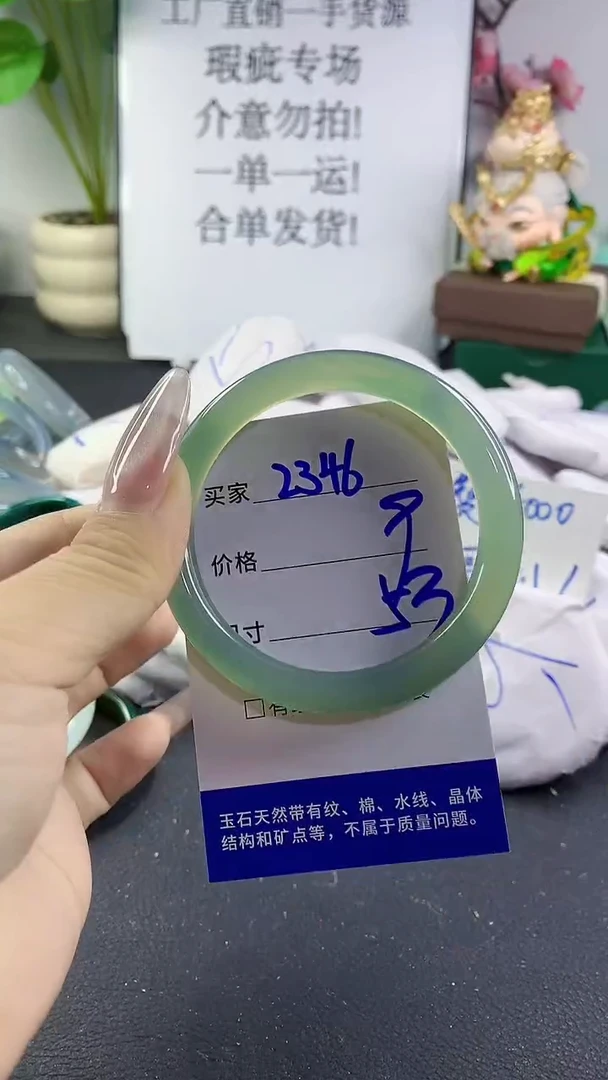 工厂直销一手货源
瑕疵专场
介意勿拍!
一单一运!
合单发货!
买家 2346
价格
寸 53
玉石天然带有纹、棉、水线、晶体
结构和矿点等，不属于质量问题。